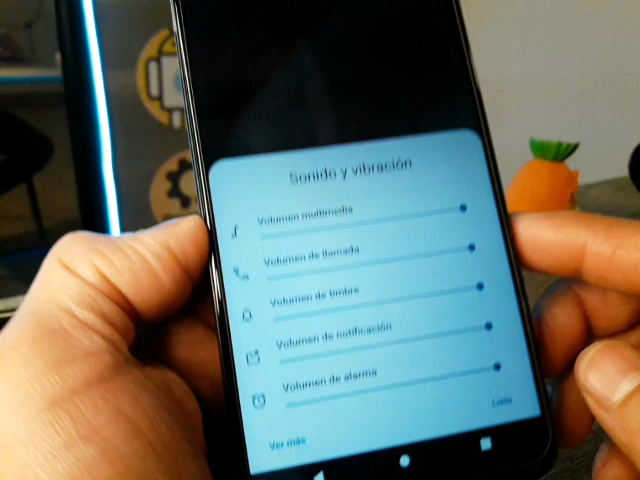 Sonido y vibración
Volumen multimedia
Volumen de llamada
Volumen de timbre
Volumen de notificación
Volumen de alarma
Listo
Ver más